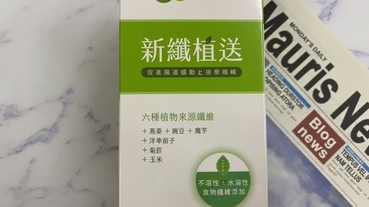 新纖植送
促進腸道蠕動と排便順暢
六種植物來源纖維
+ 燕麥 + 豌豆 + 魔芋
+ 洋車前子
+ 菊苣
+ 玉米
不溶性と水溶性
食物纖維添加
MONDAY'S DAILY
Mauris Ne
Blog
news